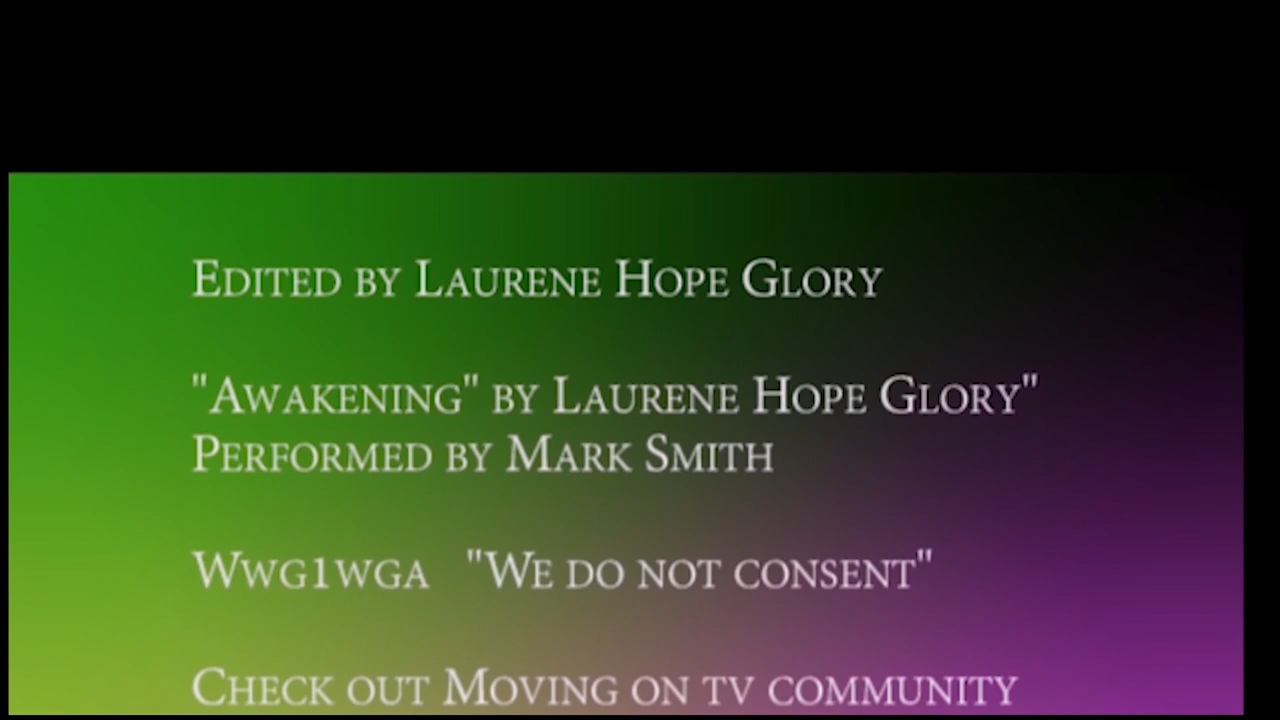 Edited by Laurene Hope Glory
"Awakening" by Laurene Hope Glory"
Performed by Mark Smith
Wwg1wga "We do not consent"
Check out Moving on tv community